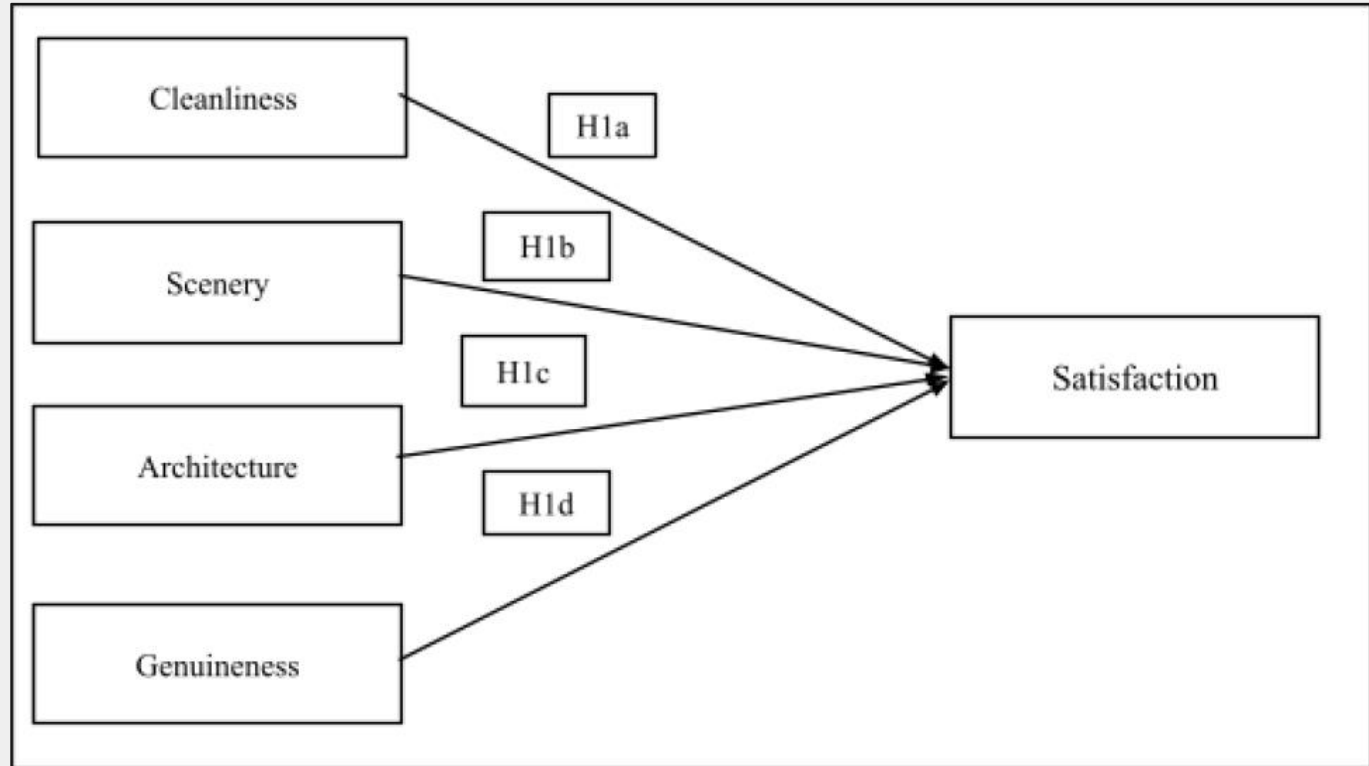 Cleanliness
H1a
Scenery
H1b
H1c
Satisfaction
Architecture
H1d
Genuineness